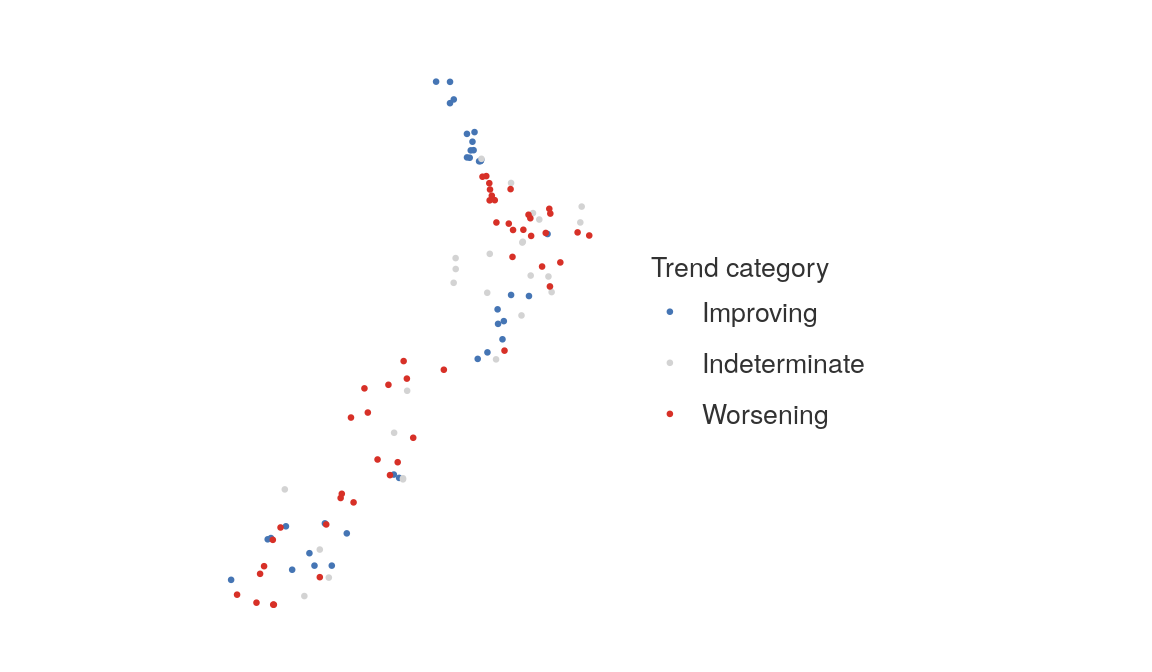 Trend category
Improving
Indeterminate
Worsening